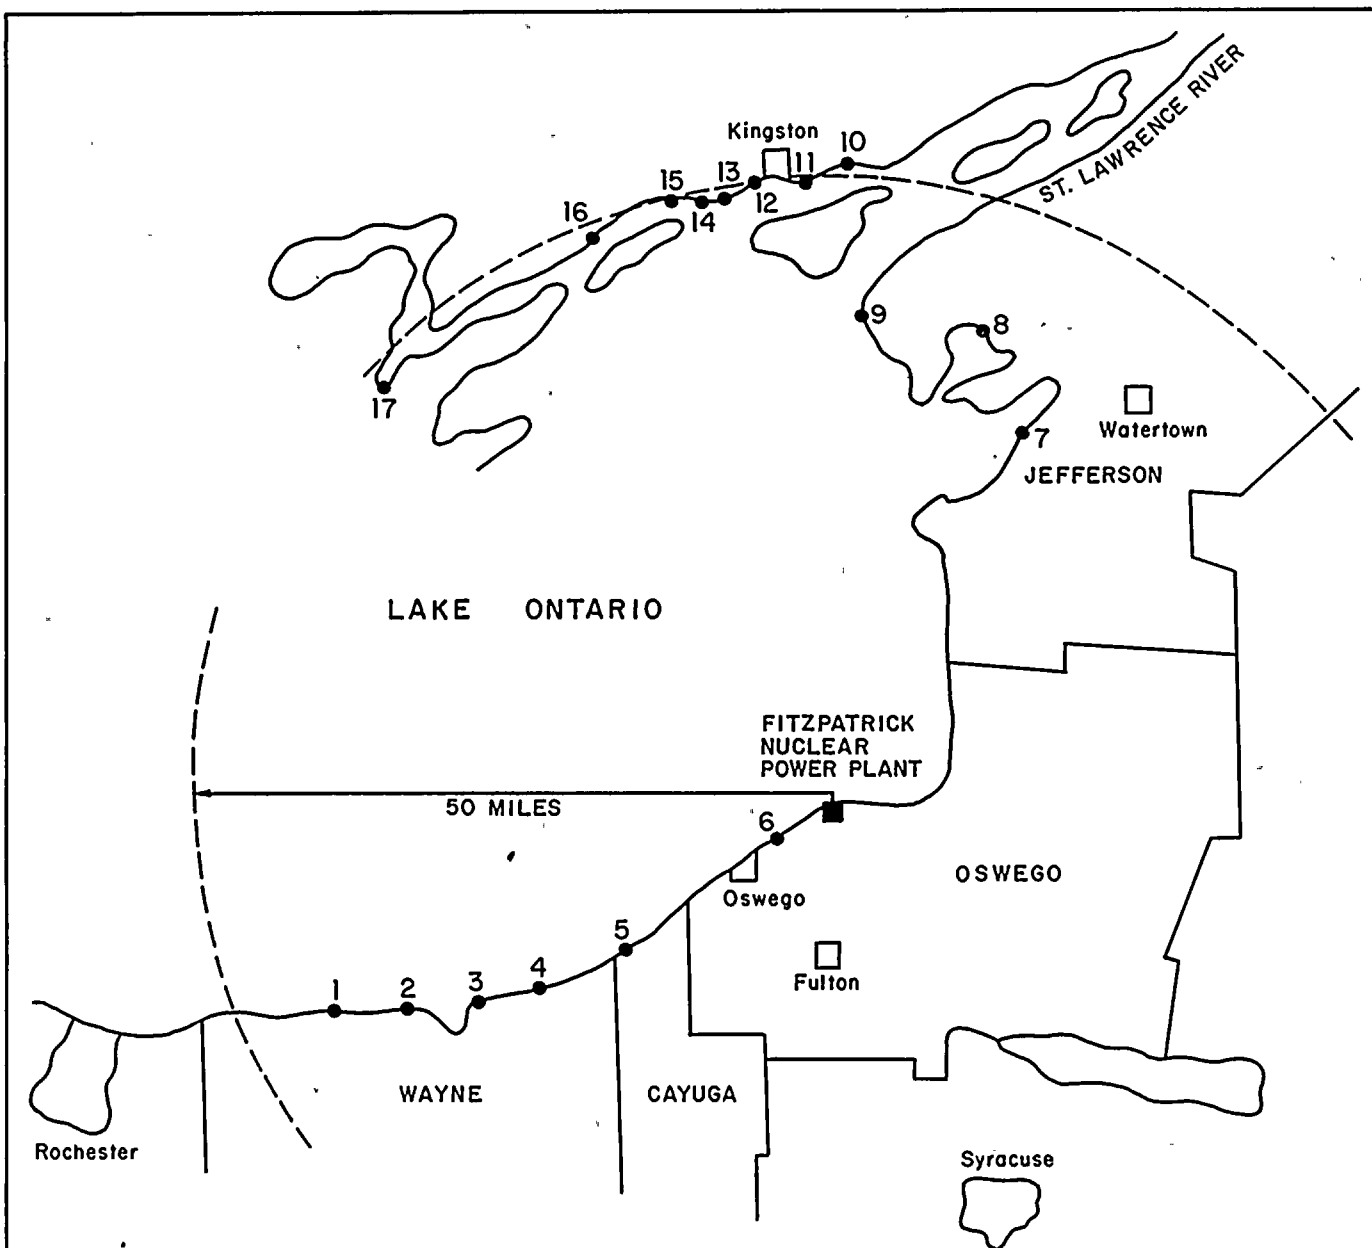 ST. LAWRENCE RIVER
Kingston
10
11
13
12
15
14
16
9
8
17
7
Watertown
JEFFERSON
LAKE ONTARIO
FITZPATRICK
NUCLEAR
POWER PLANT
50 MILES
6
OSWEGO
Oswego
5
Fulton
4
3
2
1
WAYNE
CAYUGA
Rochester
Syracuse